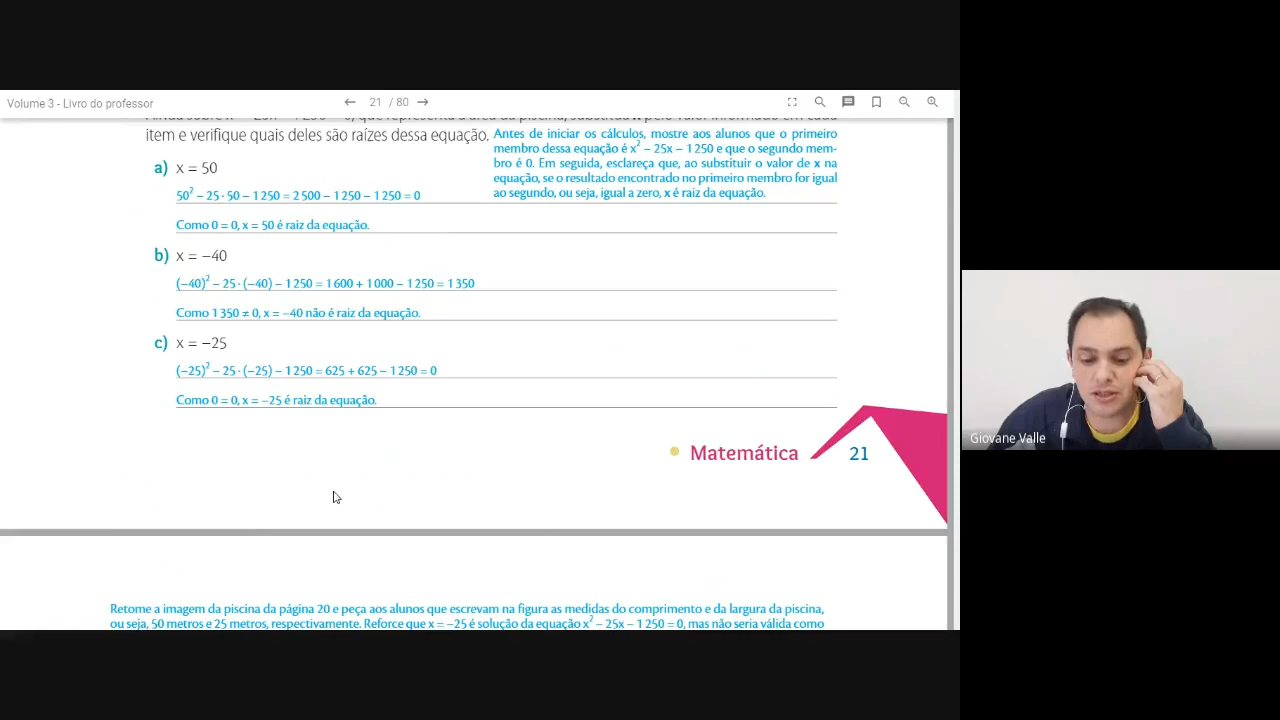 Volume 3 - Livro do professor
21 / 80
item e verifique quais deles são raízes dessa equação.
Antes de iniciar os cálculos, mostre aos alunos que o primeiro
membro dessa equação é x² – 25x – 1 250 e que o segundo mem-
bro é 0. Em seguida, esclareça que, ao substituir o valor de x na
equação, se o resultado encontrado no primeiro membro for igual
ao segundo, ou seja, igual a zero, x é raiz da equação.
a) x = 50
50² – 25 · 50 – 1 250 = 2 500 – 1 250 – 1 250 = 0
Como 0 = 0, x = 50 é raiz da equação.
b) x = –40
(–40)² – 25 · (–40) – 1 250 = 1 600 + 1 000 – 1 250 = 1 350
Como 1 350 ≠ 0, x = –40 não é raiz da equação.
c) x = –25
(–25)² – 25 · (–25) – 1 250 = 625 + 625 – 1 250 = 0
Como 0 = 0, x = –25 é raiz da equação.
Matemática 21
Giovane Valle
Retome a imagem da piscina da página 20 e peça aos alunos que escrevam na figura as medidas do comprimento e da largura da piscina,
ou seja, 50 metros e 25 metros, respectivamente. Reforce que x = –25 é solução da equação x² – 25x – 1 250 = 0, mas não seria válida como